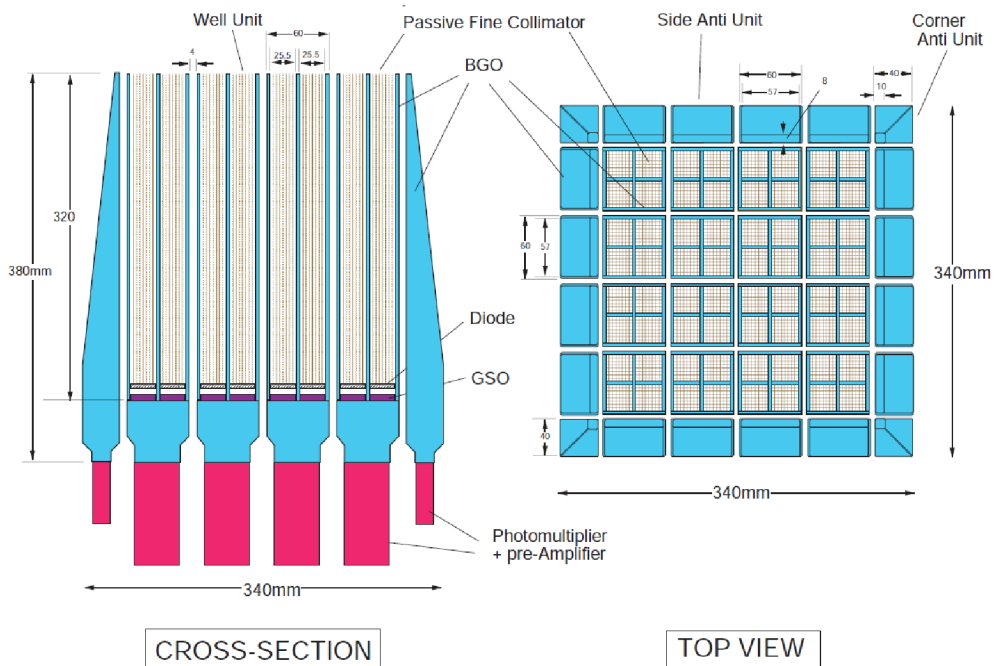 Well Unit
Passive Fine Collimator
Side Anti Unit
Corner
Anti Unit
60
4
25.5
25.5
BGO
60
57
8
40
10
320
380mm
60
57
340mm
Diode
GSO
40
340mm
Photomultiplier
+ pre-Amplifier
340mm
CROSS-SECTION
TOP VIEW